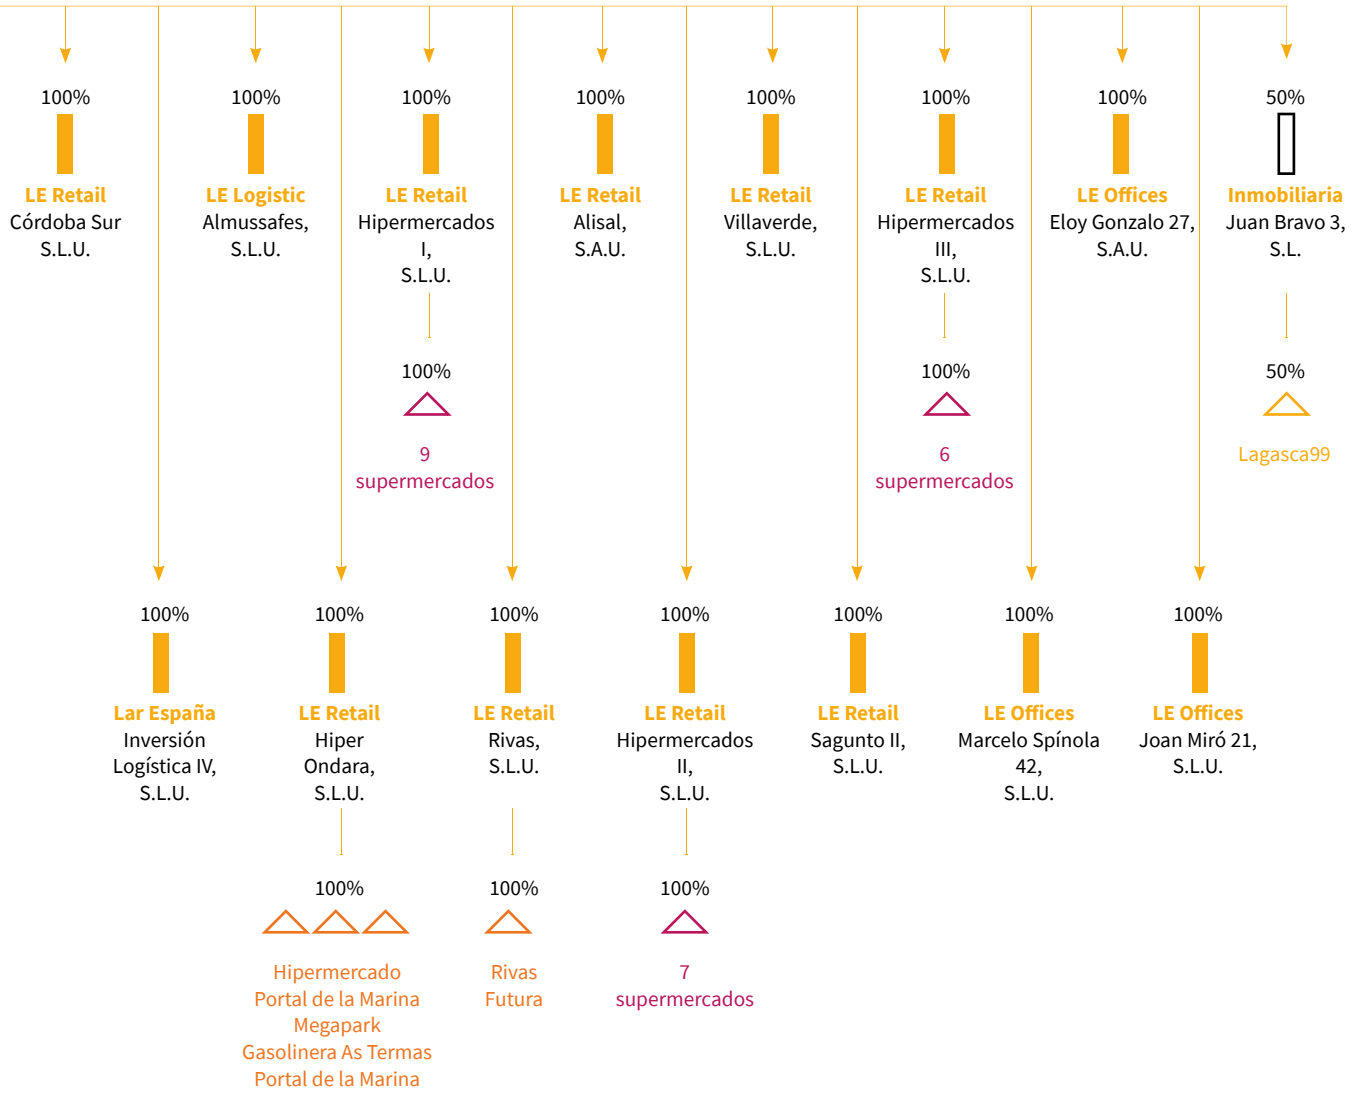 100%
LE Retail
Córdoba Sur
S.L.U.
100%
LE Logistic
Almussafes,
S.L.U.
100%
LE Retail
Hipermercados
I,
S.L.U.
100%
9
supermercados
100%
LE Retail
Alisal,
S.A.U.
100%
LE Retail
Villaverde,
S.L.U.
100%
LE Retail
Hipermercados
III,
S.L.U.
100%
6
supermercados
100%
LE Offices
Eloy Gonzalo 27,
S.A.U.
50%
Inmobiliaria
Juan Bravo 3,
S.L.
50%
Lagasca99
100%
Lar España
Inversión
Logística IV,
S.L.U.
100%
LE Retail
Hiper
Ondara,
S.L.U.
100%
Hipermercado
Portal de la Marina
Megapark
Gasolinera As Termas
Portal de la Marina
100%
LE Retail
Rivas,
S.L.U.
100%
Rivas
Futura
100%
LE Retail
Hipermercados
II,
S.L.U.
100%
7
supermercados
100%
LE Retail
Sagunto II,
S.L.U.
100%
LE Offices
Marcelo Spínola
42,
S.L.U.
100%
LE Offices
Joan Miró 21,
S.L.U.